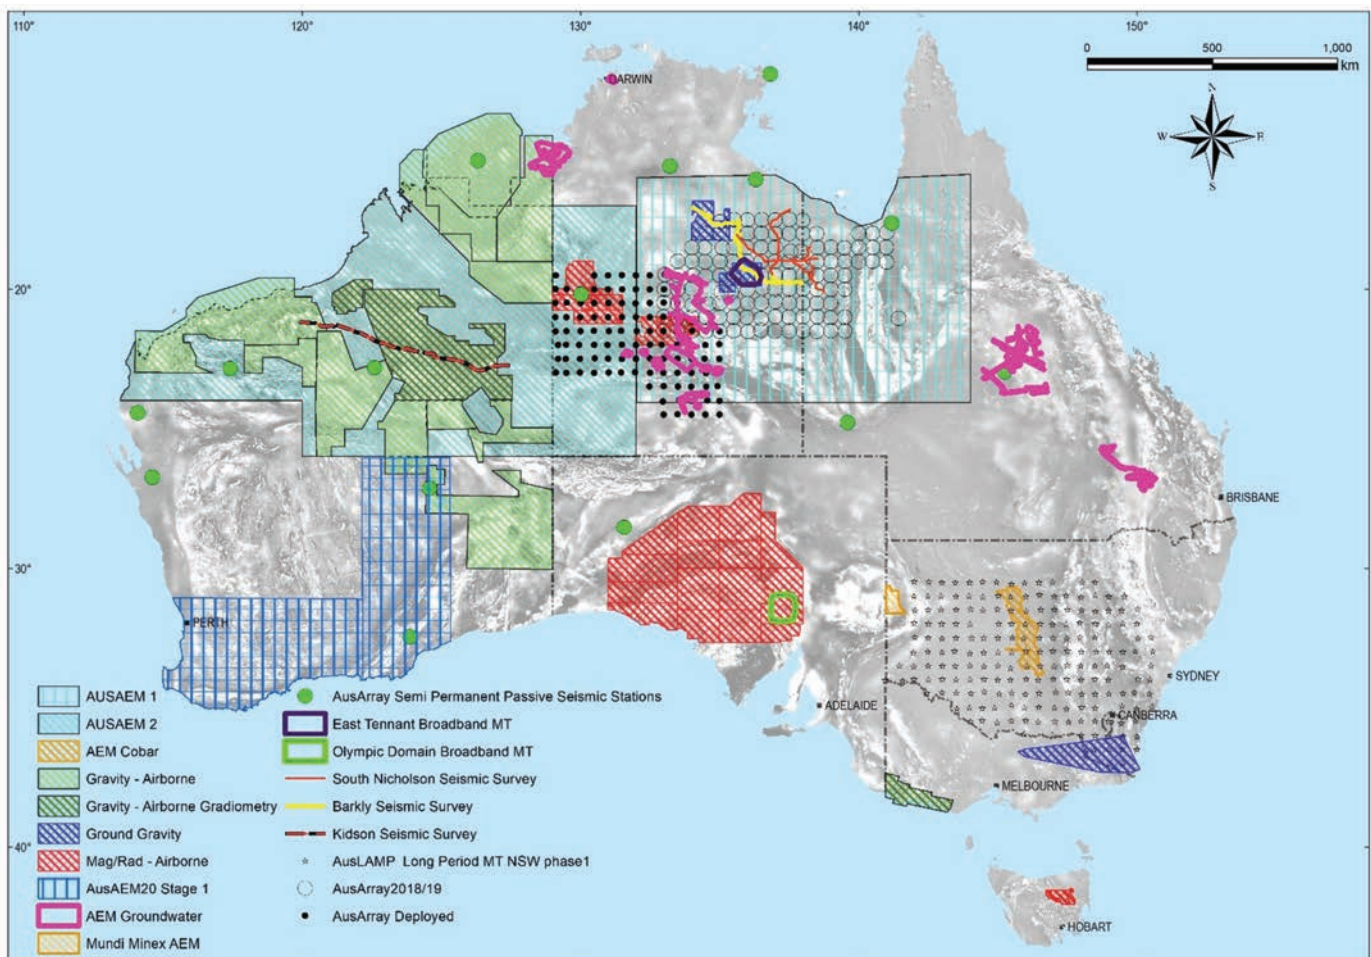 110°
120°
130°
140°
150°
0 500 1,000
km
N
W E
S
DARWIN
20°
20°
BRISBANE
30°
30°
PERTH
SYDNEY
ADELAIDE
CANBERRA
MELBOURNE
40°
40°
HOBART
AUSAEM 1
AUSAEM 2
AEM Cobar
Gravity - Airborne
Gravity - Airborne Gradiometry
Ground Gravity
Mag/Rad - Airborne
AusAEM20 Stage 1
AEM Groundwater
Mundi Minex AEM
AusArray Semi Permanent Passive Seismic Stations
East Tennant Broadband MT
Olympic Domain Broadband MT
South Nicholson Seismic Survey
Barkly Seismic Survey
Kidson Seismic Survey
AusLAMP Long Period MT NSW phase1
AusArray2018/19
AusArray Deployed